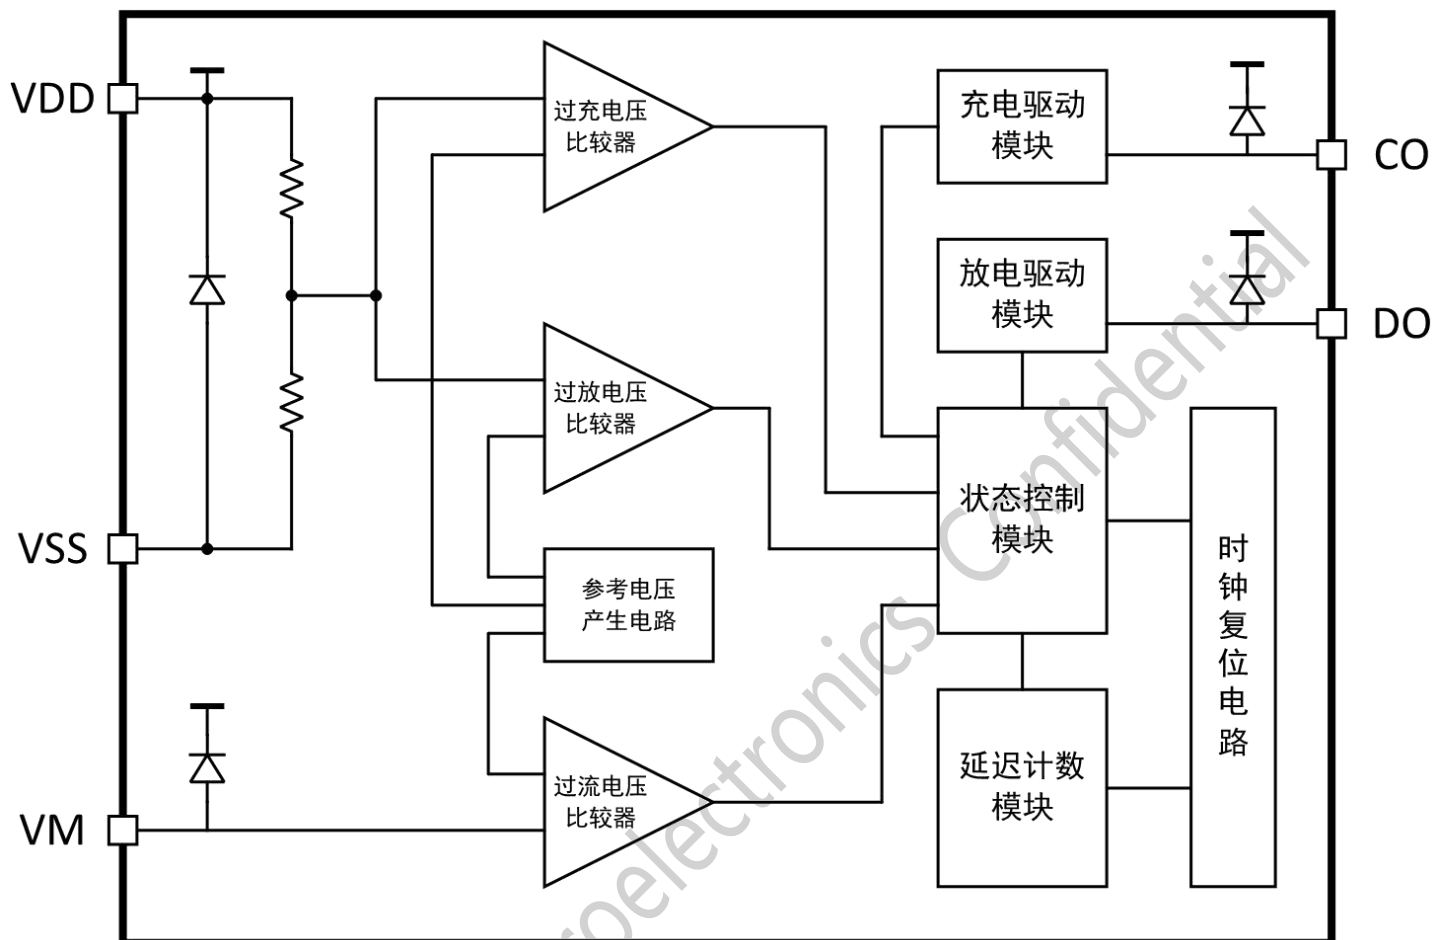 VDD
过充电压
比较器
充电驱动
模块
CO
放电驱动
模块
DO
过放电压
比较器
状态控制
模块
VSS
参考电压
产生电路
时
钟
复
位
电
路
VM
过流电压
比较器
延迟计数
模块
roelectronics Confidential